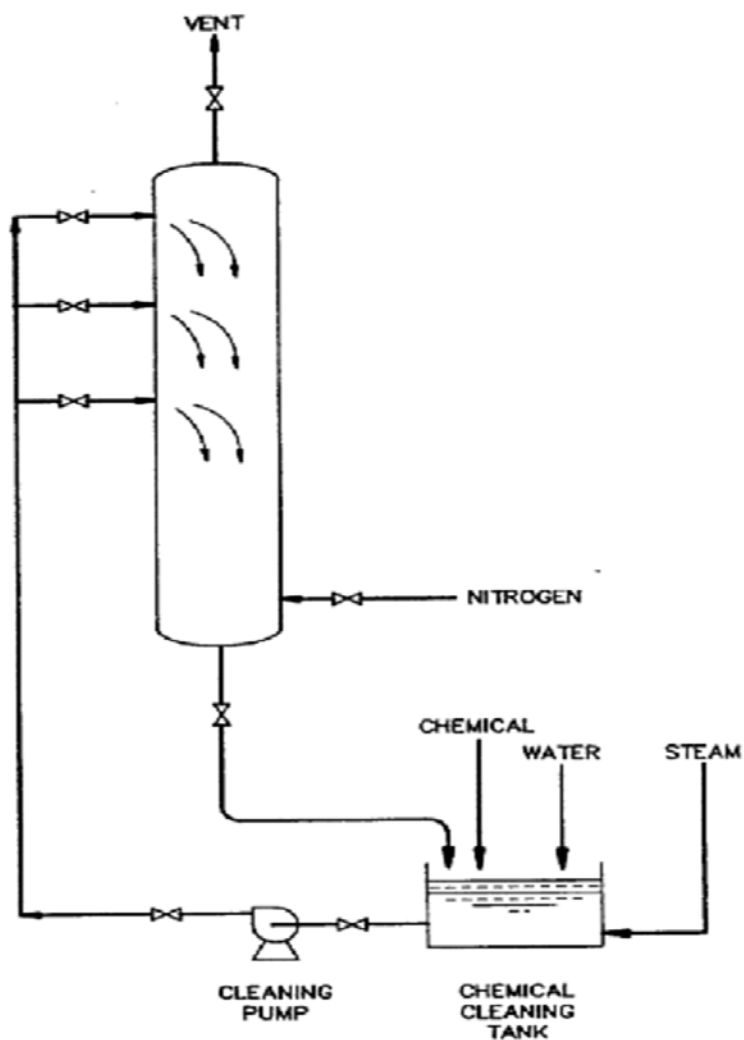 VENT
NITROGEN
CHEMICAL
WATER
STEAM
CLEANING
PUMP
CHEMICAL
CLEANING
TANK